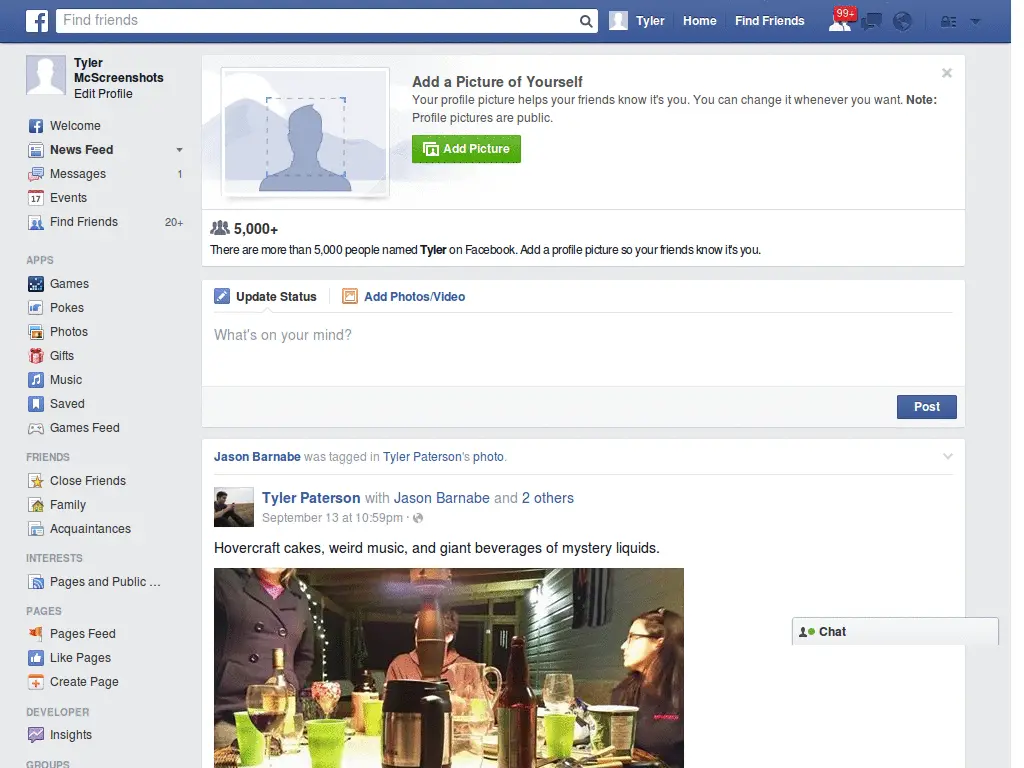 Find friends
Tyler
Home
Find Friends
99+
Tyler
McScreenshots
Edit Profile
Welcome
News Feed
Messages 1
17 Events
Find Friends 20+
APPS
Games
Pokes
Photos
Gifts
Music
Saved
Games Feed
FRIENDS
Close Friends
Family
Acquaintances
INTERESTS
Pages and Public ...
PAGES
Pages Feed
Like Pages
Create Page
DEVELOPER
Insights
GROUPS
Add a Picture of Yourself
Your profile picture helps your friends know it's you. You can change it whenever you want. Note:
Profile pictures are public.
Add Picture
5,000+
There are more than 5,000 people named Tyler on Facebook. Add a profile picture so your friends know it's you.
Update Status
Add Photos/Video
What's on your mind?
Post
Jason Barnabe was tagged in Tyler Paterson's photo.
Tyler Paterson with Jason Barnabe and 2 others
September 13 at 10:59pm ·
Hovercraft cakes, weird music, and giant beverages of mystery liquids.
Chat